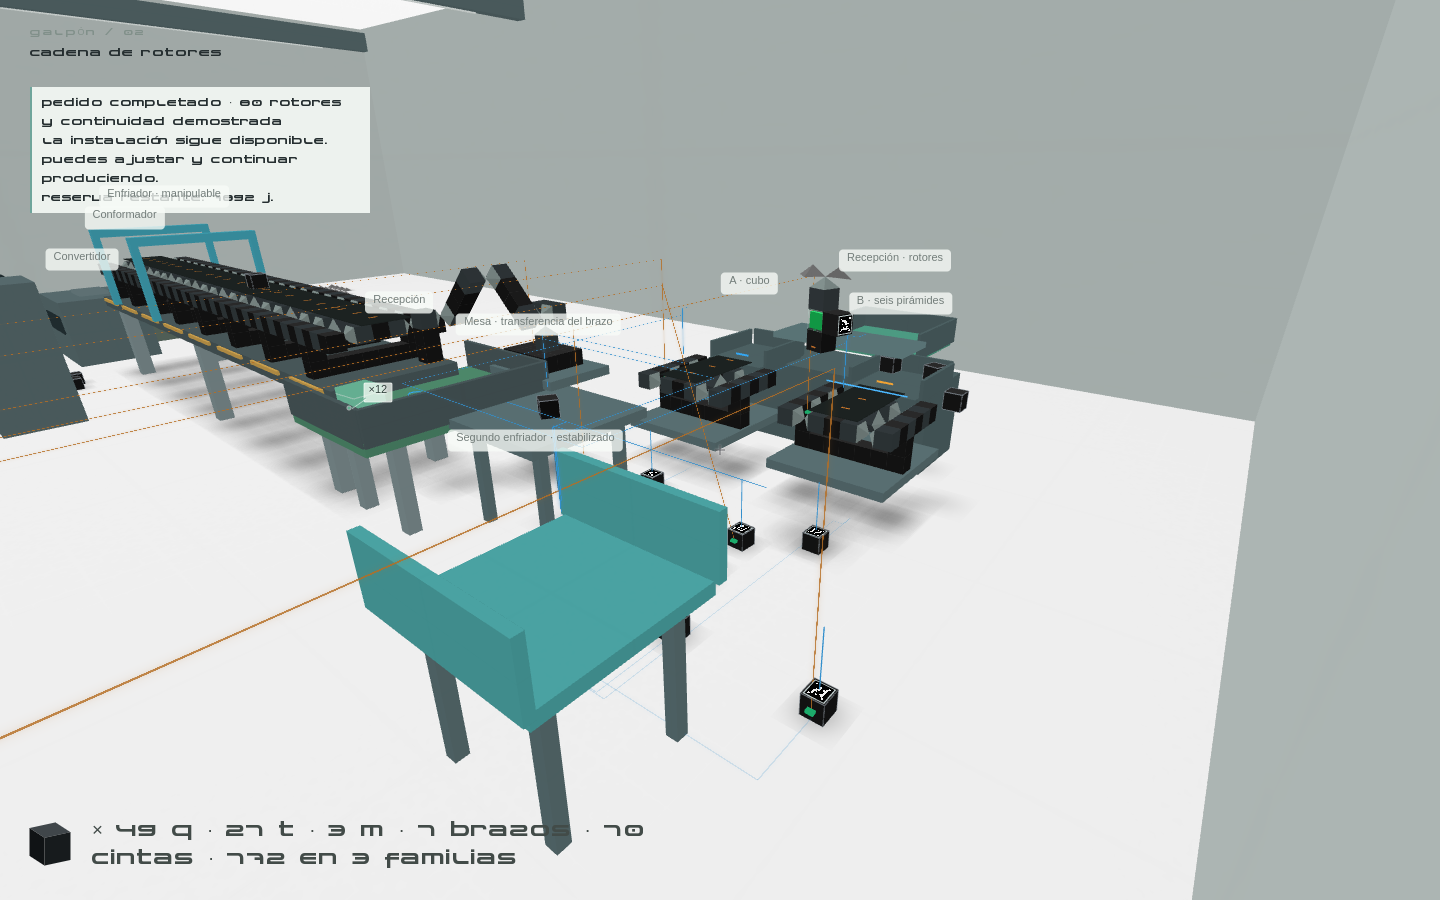 galpón / 02
cadena de rotores
pedido completado · 80 rotores
y continuidad demostrada
La instalación sigue disponible.
puedes ajustar y continuar
produciendo.
Enfriador · manipulable
Conformador
Convertidor
Recepción
Mesa · transferencia del brazo
A · cubo
Recepción · rotores
B · seis pirámides
×12
Segundo enfriador · estabilizado
× 49 q · 27 t · 3 m · 7 brazos · 70
cintas · 772 en 3 familias